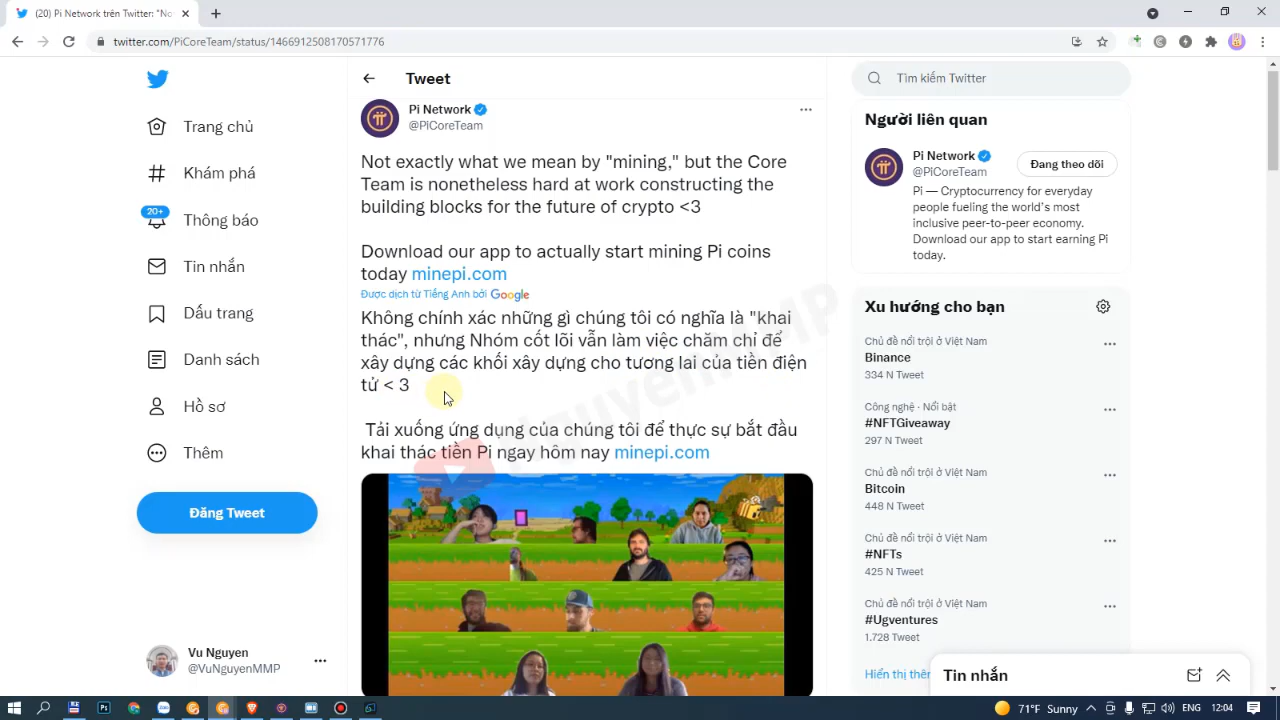 (20) Pi Network trên Twitter: "No
twitter.com/PiCoreTeam/status/1466912508170571776
Trang chủ
Khám phá
20+
Thông báo
Tin nhắn
Dấu trang
Danh sách
Hồ sơ
Thêm
Đăng Tweet
Vu Nguyen
@VuNguyenMMP
Tweet
Pi Network
@PiCoreTeam
Not exactly what we mean by "mining," but the Core
Team is nonetheless hard at work constructing the
building blocks for the future of crypto <3
Download our app to actually start mining Pi coins
today minepi.com
Được dịch từ Tiếng Anh bởi Google
Không chính xác những gì chúng tôi có nghĩa là "khai
thác", nhưng Nhóm cốt lõi vẫn làm việc chăm chỉ để
xây dựng các khối xây dựng cho tương lai của tiền điện
tử < 3
Tải xuống ứng dụng của chúng tôi để thực sự bắt đầu
khai thác tiền Pi ngay hôm nay minepi.com
NguyenMMP
Tìm kiếm Twitter
Người liên quan
Pi Network
@PiCoreTeam
Đang theo dõi
Pi — Cryptocurrency for everyday
people fueling the world's most
inclusive peer-to-peer economy.
Download our app to start earning Pi
today.
Xu hướng cho bạn
Chủ đề nổi trội ở Việt Nam
Binance
334 N Tweet
Công nghệ · Nổi bật
#NFTGiveaway
297 N Tweet
Chủ đề nổi trội ở Việt Nam
Bitcoin
448 N Tweet
Chủ đề nổi trội ở Việt Nam
#NFTs
425 N Tweet
Chủ đề nổi trội ở Việt Nam
#Ugventures
1.728 Tweet
Hiển thị thêm
Tin nhắn
71°F Sunny
ENG
12:04